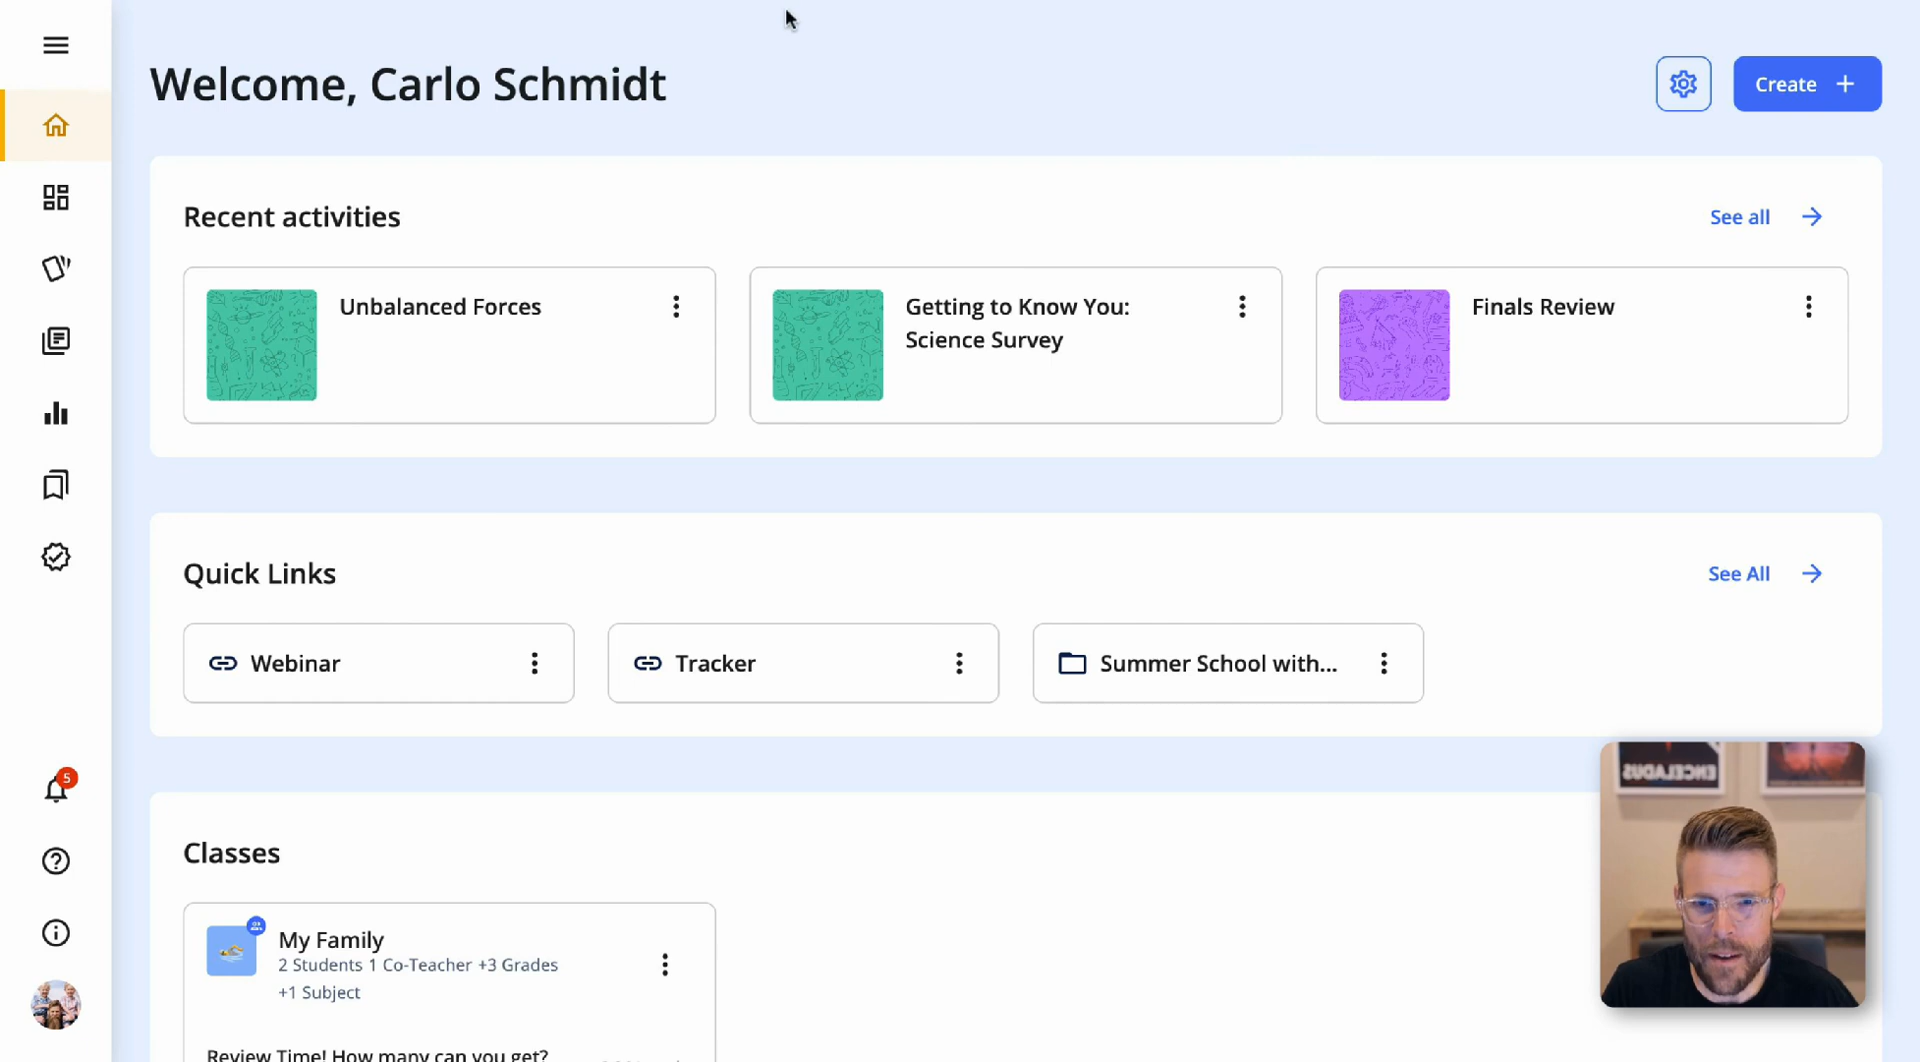 Welcome, Carlo Schmidt
Create
Recent activities
See all
Unbalanced Forces
Getting to Know You:
Science Survey
Finals Review
Quick Links
See All
Webinar
Tracker
Summer School with...
5
ENCELADUS
Classes
My Family
2 Students 1 Co-Teacher +3 Grades
+1 Subject
Review Time! How many can you get?